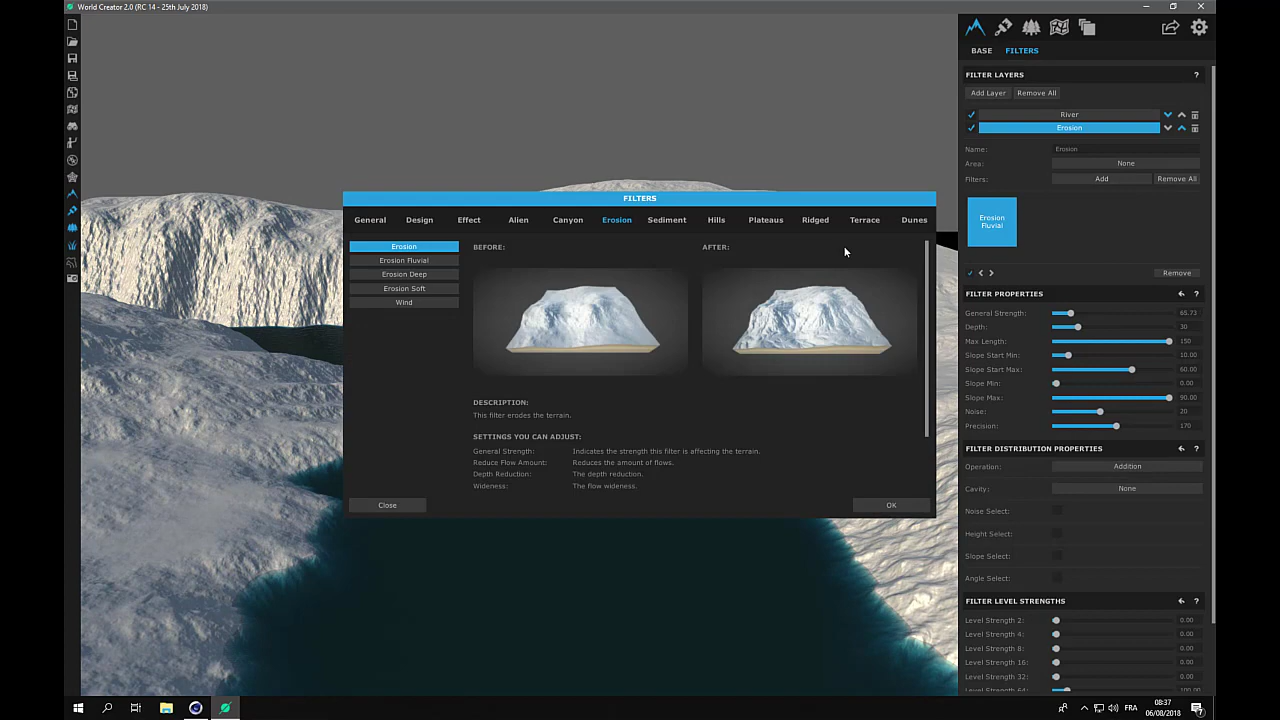 World Creator 2.0 (RC 14 - 25th July 2018)
BASE FILTERS
FILTER LAYERS ?
Add Layer Remove All
River
Erosion
Name: Erosion
Area: None
Filters: Add Remove All
Erosion
Fluvial
Remove
FILTER PROPERTIES ?
General Strength: 65.73
Depth: 30
Max Length: 150
Slope Start Min: 10.00
Slope Start Max: 60.00
Slope Min: 0.00
Slope Max: 90.00
Noise: 20
Precision: 170
FILTER DISTRIBUTION PROPERTIES ?
Operation: Addition
Cavity: None
Noise Select:
Height Select:
Slope Select:
Angle Select:
FILTER LEVEL STRENGTHS ?
Level Strength 2: 0.00
Level Strength 4: 0.00
Level Strength 8: 0.00
Level Strength 16: 0.00
Level Strength 32: 0.00
Level Strength 64: 100.00
FILTERS
General Design Effect Alien Canyon Erosion Sediment Hills Plateaus Ridged Terrace Dunes
Erosion
Erosion Fluvial
Erosion Deep
Erosion Soft
Wind
BEFORE: AFTER:
DESCRIPTION:
This filter erodes the terrain.
SETTINGS YOU CAN ADJUST:
General Strength: Indicates the strength this filter is affecting the terrain.
Reduce Flow Amount: Reduces the amount of flows.
Depth Reduction: The depth reduction.
Wideness: The flow wideness.
Close OK
FRA
08:37
06/08/2018